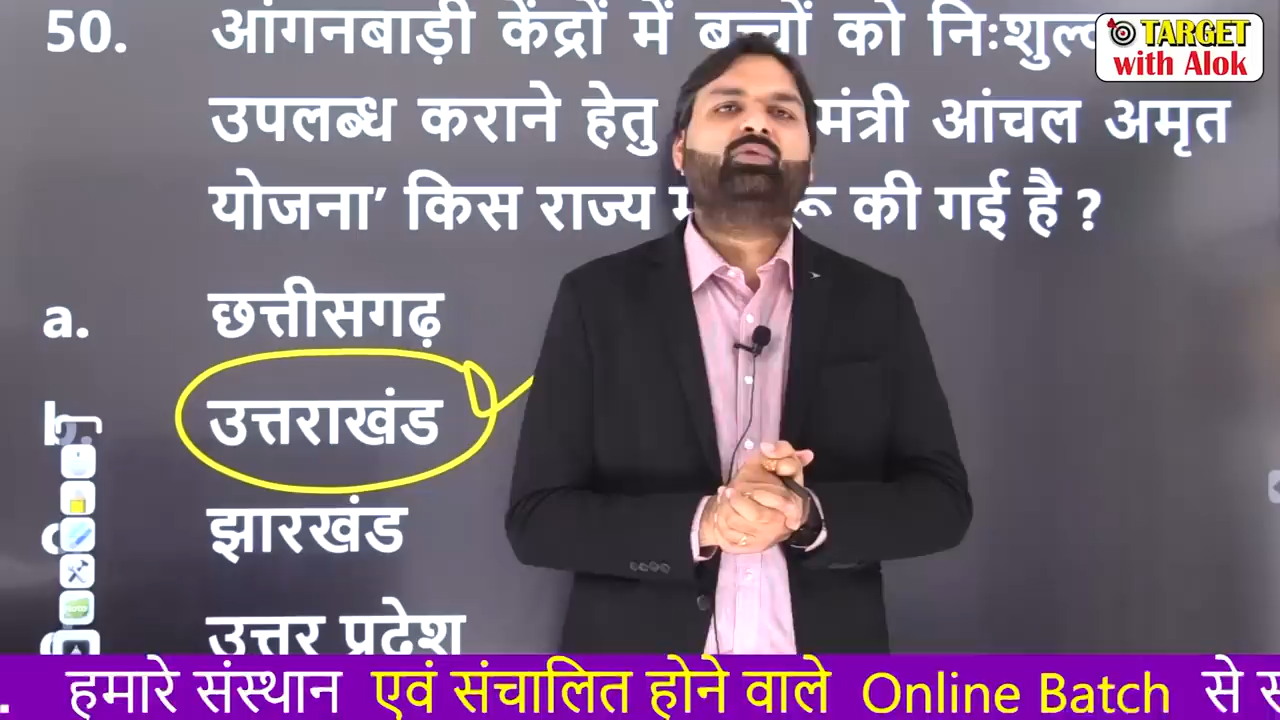 50. आंगनबाड़ी केंद्रों में बच्चों को
TARGET
with Alok
उपलब्ध कराने हेतु मंत्री आंचल अमृत
योजना’ किस राज्य की गई है ?
a. छत्तीसगढ़
b. उत्तराखंड
झारखंड
उत्तर प्रदेश
. हमारे संस्थान एवं संचालित होने वाले Online Batch से